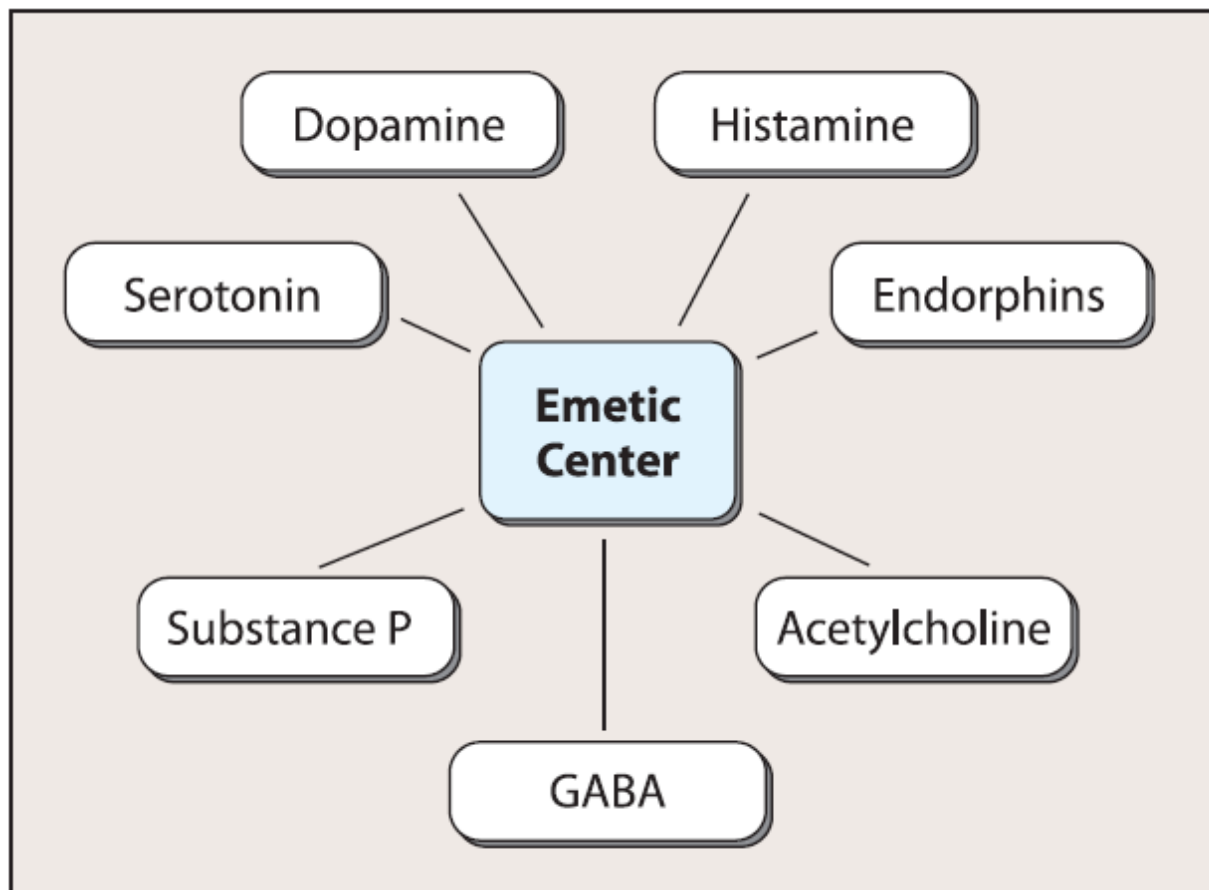 Dopamine
Histamine
Serotonin
Endorphins
Emetic
Center
Substance P
Acetylcholine
GABA